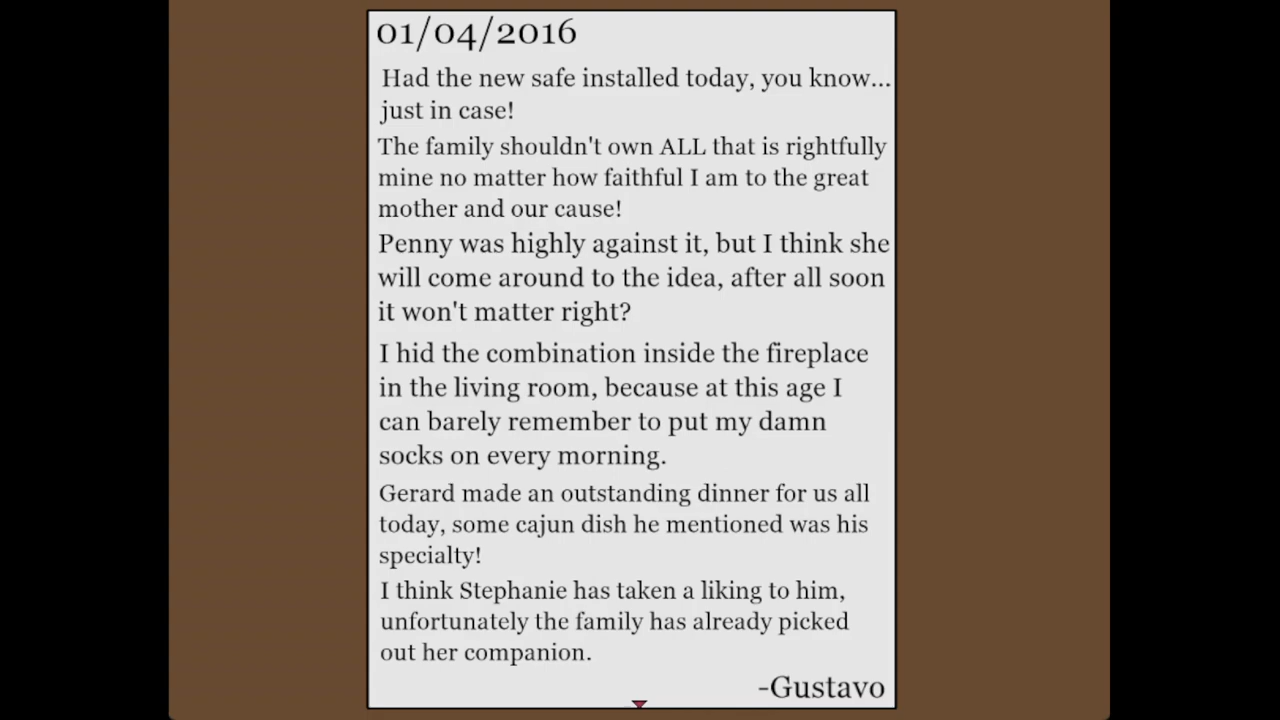 01/04/2016
Had the new safe installed today, you know...
just in case!
The family shouldn't own ALL that is rightfully
mine no matter how faithful I am to the great
mother and our cause!
Penny was highly against it, but I think she
will come around to the idea, after all soon
it won't matter right?
I hid the combination inside the fireplace
in the living room, because at this age I
can barely remember to put my damn
socks on every morning.
Gerard made an outstanding dinner for us all
today, some cajun dish he mentioned was his
specialty!
I think Stephanie has taken a liking to him,
unfortunately the family has already picked
out her companion.
-Gustavo